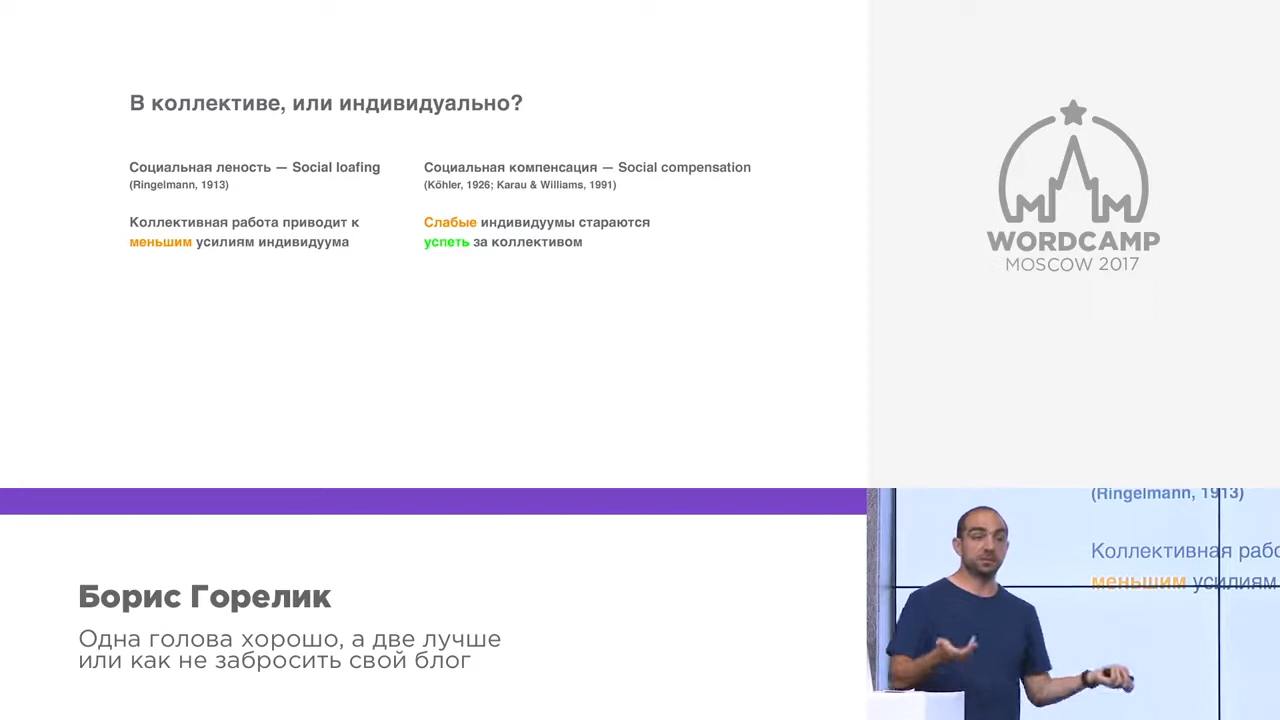 В коллективе, или индивидуально?
Социальная леность — Social loafing
(Ringelmann, 1913)
Коллективная работа приводит к
меньшим усилиям индивидуума
Социальная компенсация — Social compensation
(Köhler, 1926; Karau & Williams, 1991)
Слабые индивидуумы стараются
успеть за коллективом
WORDCAMP
MOSCOW 2017
Борис Горелик
Одна голова хорошо, а две лучше
или как не забросить свой блог
(Ringelmann, 1913)
Коллективная рабо
меньшим усилиям